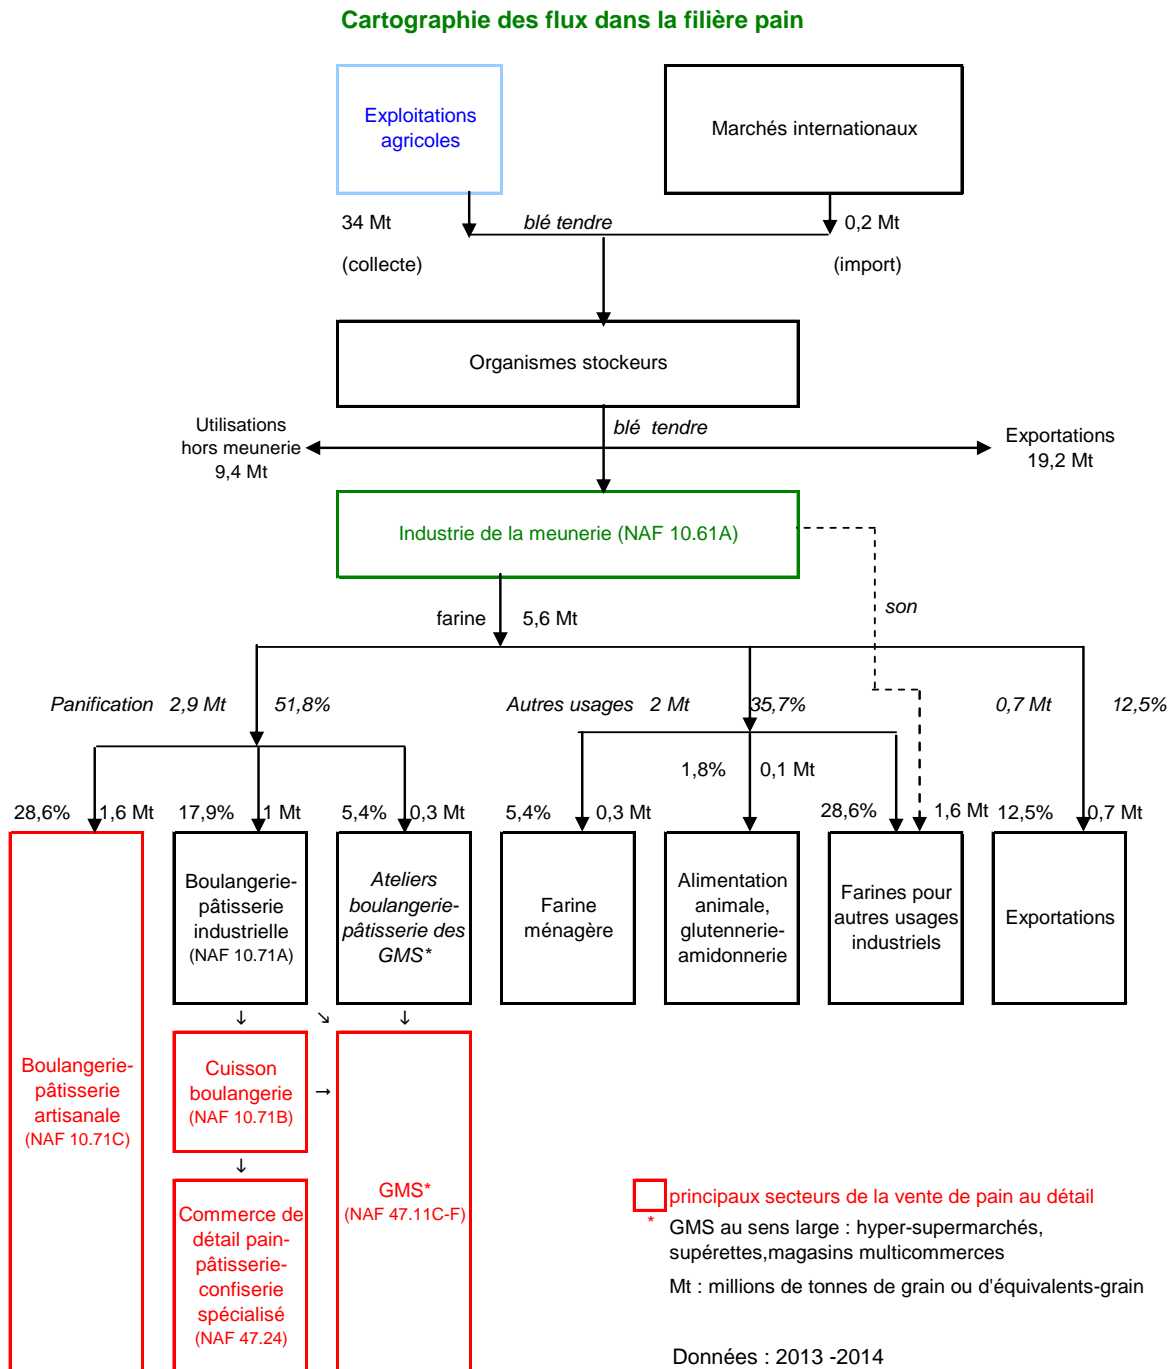 Cartographie des flux dans la filière pain
Exploitations
agricoles
Marchés internationaux
34 Mt
blé tendre
0,2 Mt
(collecte)
(import)
Organismes stockeurs
Utilisations
hors meunerie
9,4 Mt
blé tendre
Exportations
19,2 Mt
Industrie de la meunerie (NAF 10.61A)
son
farine 5,6 Mt
Panification 2,9 Mt 51,8%
Autres usages 2 Mt 35,7%
0,7 Mt 12,5%
1,8% 0,1 Mt
28,6% 1,6 Mt
17,9% 1 Mt
5,4% 0,3 Mt
5,4% 0,3 Mt
28,6% 1,6 Mt
12,5% 0,7 Mt
Boulangerie-
pâtisserie
industrielle
(NAF 10.71A)
Ateliers
boulangerie-
pâtisserie des
GMS*
Farine
ménagère
Alimentation
animale,
glutennerie-
amidonnerie
Farines pour
autres usages
industriels
Exportations
Boulangerie-
pâtisserie
artisanale
(NAF 10.71C)
Cuisson
boulangerie
(NAF 10.71B)
GMS*
(NAF 47.11C-F)
Commerce de
détail pain-
pâtisserie-
confiserie
spécialisé
(NAF 47.24)
principaux secteurs de la vente de pain au détail
* GMS au sens large : hyper-supermarchés,
supérettes,magasins multicommerces
Mt : millions de tonnes de grain ou d'équivalents-grain
Données : 2013 -2014